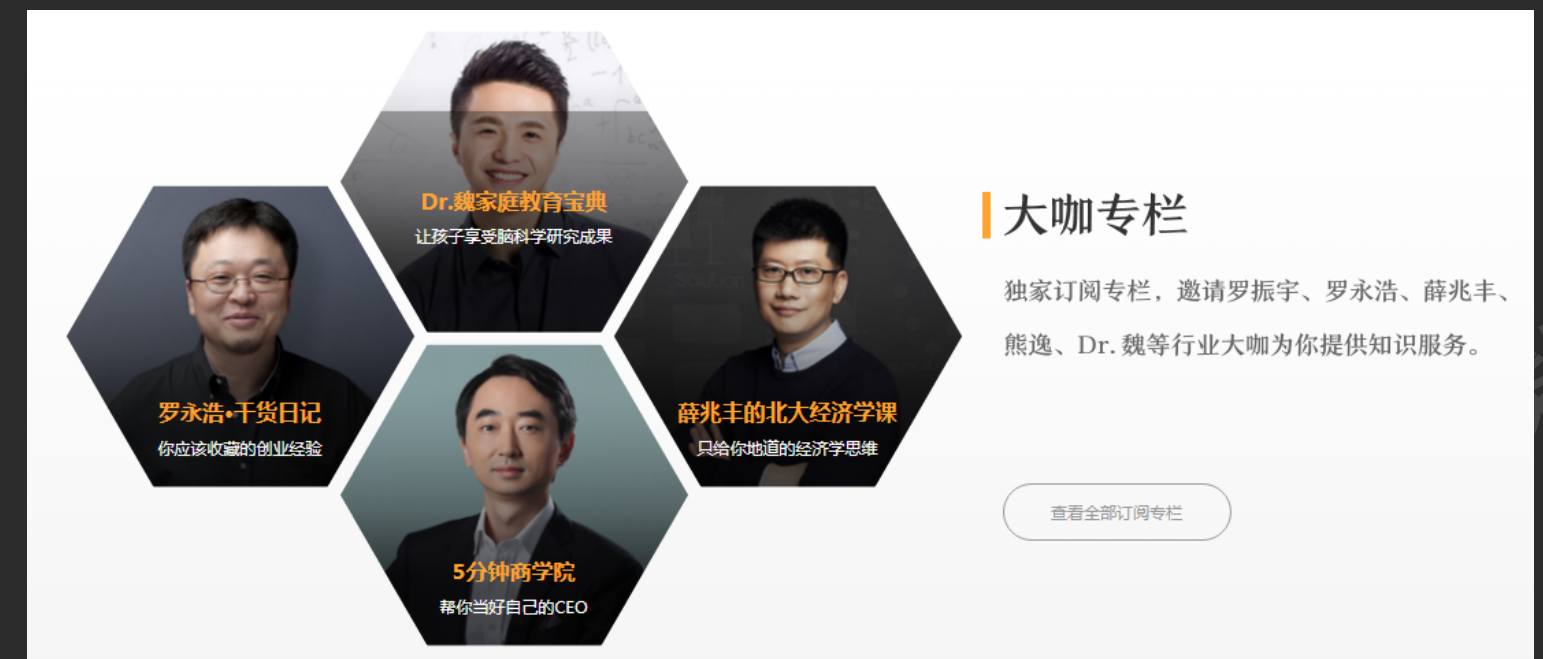 Dr.魏家庭教育宝典
让孩子享受脑科学研究成果
罗永浩•干货日记
你应该收藏的创业经验
薛兆丰的北大经济学课
只给你地道的经济学思维
5分钟商学院
帮你当好自己的CEO
大咖专栏
独家订阅专栏，邀请罗振宇、罗永浩、薛兆丰、
熊逸、Dr. 魏等行业大咖为你提供知识服务。
查看全部订阅专栏
Solution